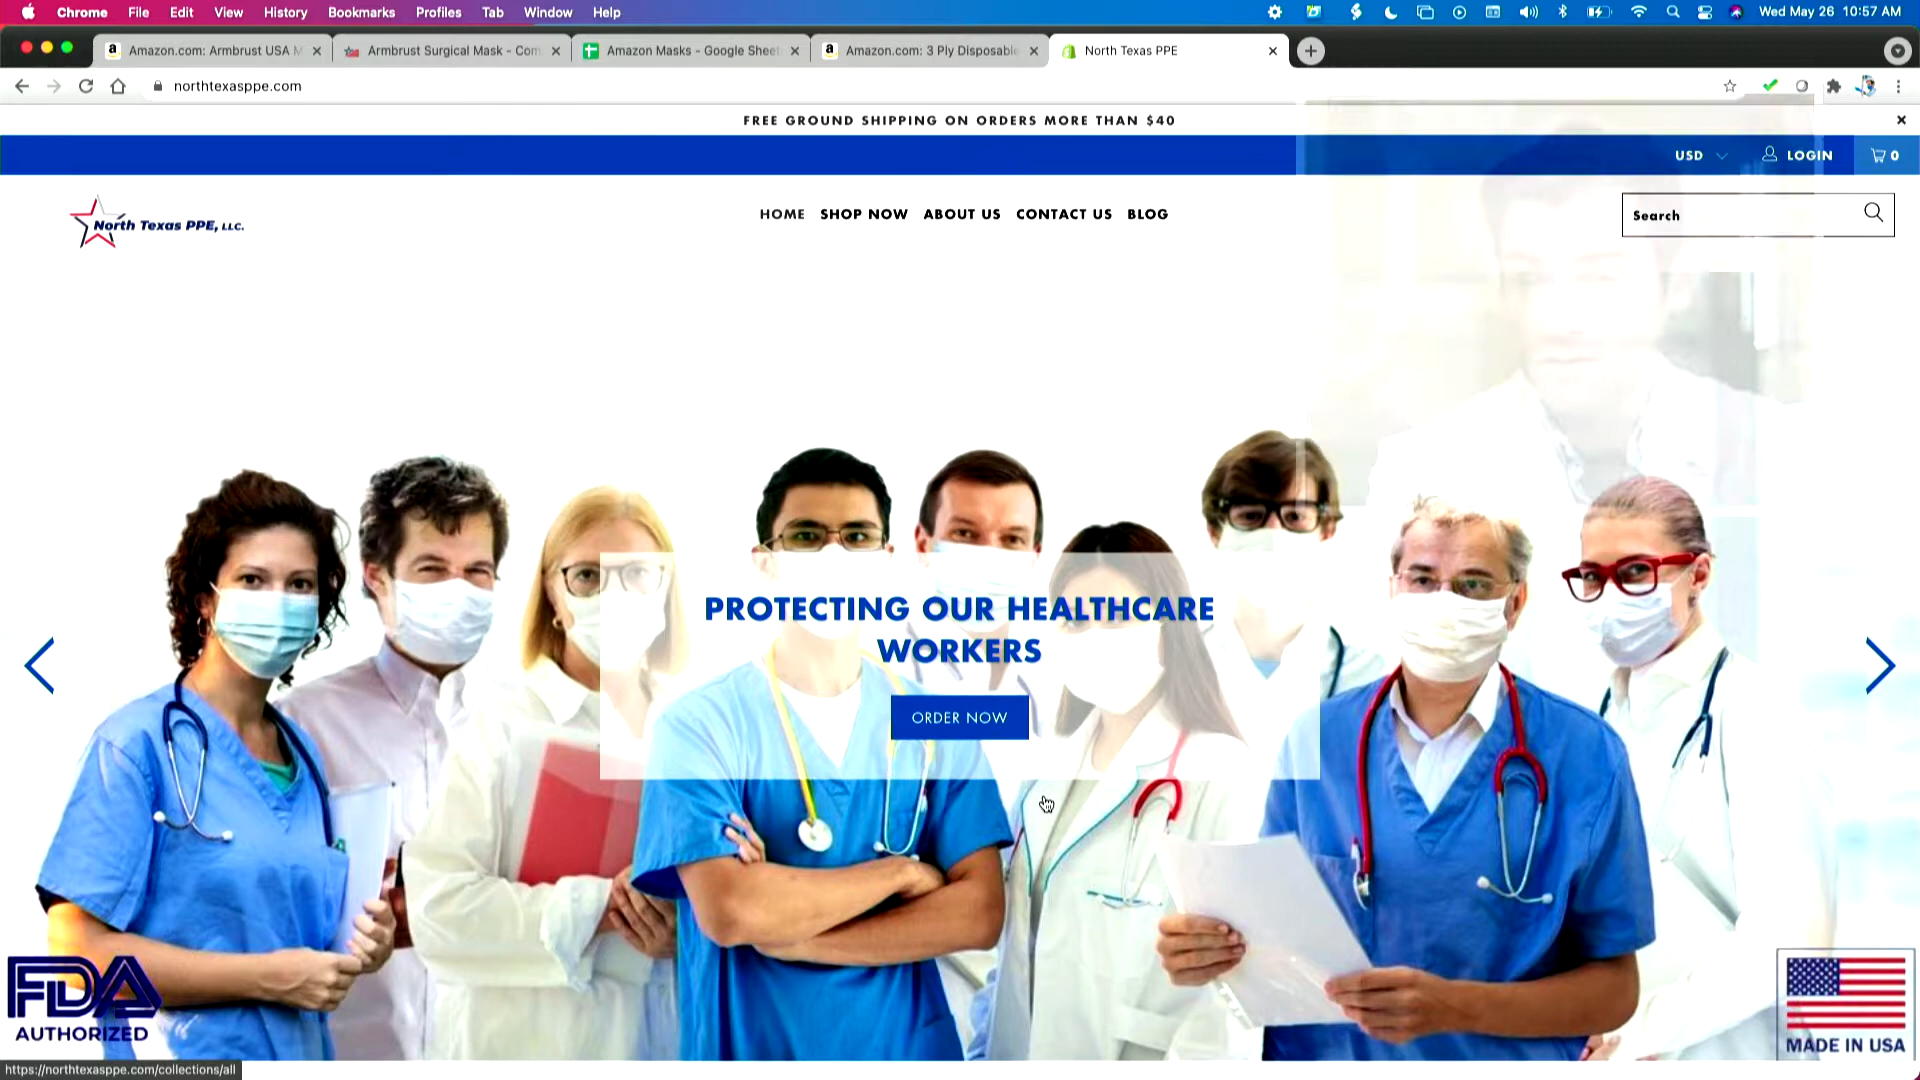 Chrome File Edit View History Bookmarks Profiles Tab Window Help Wed May 26 10:57 AM
Amazon.com: Armbrust USA M Armbrust Surgical Mask - Com Amazon Masks - Google Sheet Amazon.com: 3 Ply Disposable North Texas PPE
northtexasppe.com
FREE GROUND SHIPPING ON ORDERS MORE THAN $40
USD LOGIN 0
North Texas PPE, LLC.
HOME SHOP NOW ABOUT US CONTACT US BLOG
Search
PROTECTING OUR HEALTHCARE
WORKERS
ORDER NOW
FDA
AUTHORIZED
MADE IN USA
https://northtexasppe.com/collections/all